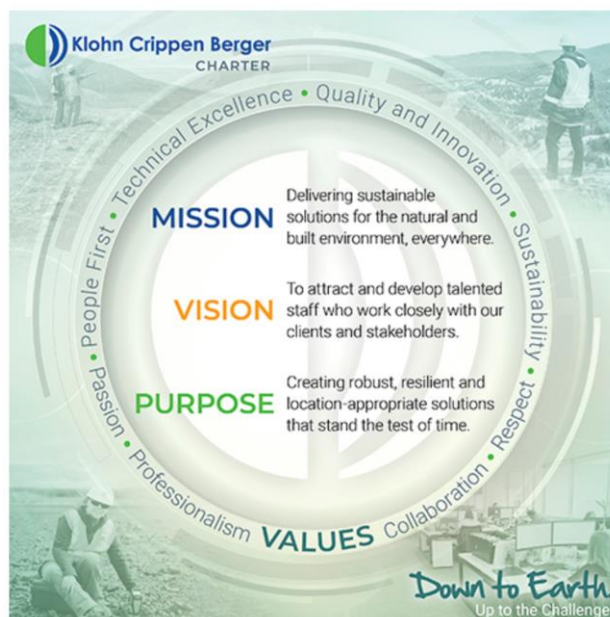 Klohn Crippen Berger
CHARTER
Passion • People First • Technical Excellence • Quality and Innovation • Sustainability • Respect •
MISSION
Delivering sustainable
solutions for the natural and
built environment, everywhere.
VISION
To attract and develop talented
staff who work closely with our
clients and stakeholders.
PURPOSE
Creating robust, resilient and
location-appropriate solutions
that stand the test of time.
• Professionalism VALUES Collaboration
Down to Earth
Up to the Challenge